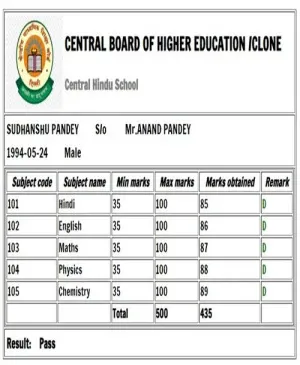 CENTRAL BOARD OF HIGHER EDUCATION /CLONE
Central Hindu School
SUDHANSHU PANDEY S/o Mr.ANAND PANDEY
1994-05-24 Male
Subject code Subject name Min marks Max marks Marks obtained Remark
101 Hindi 35 100 85 D
102 English 35 100 86 D
103 Maths 35 100 87 D
104 Physics 35 100 88 D
105 Chemistry 35 100 89 D
Total 500 435
Result: Pass